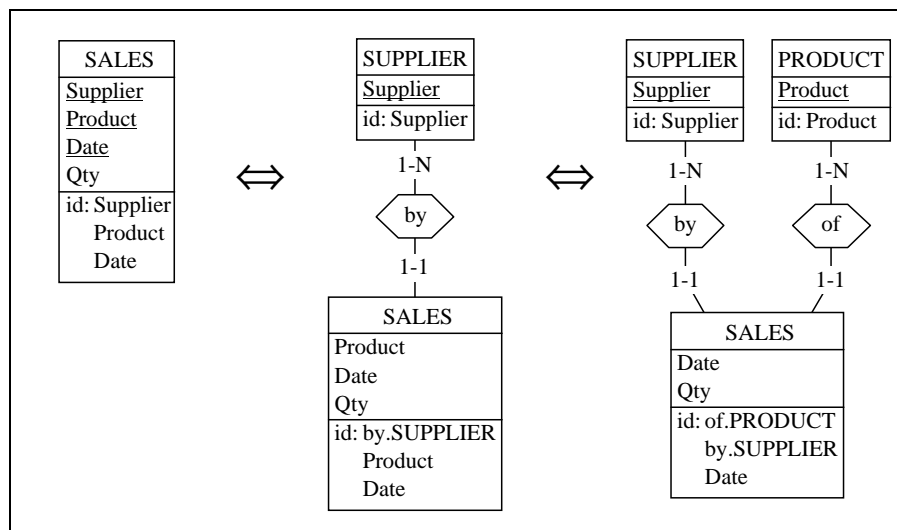 SALES
Supplier
Product
Date
Qty
id: Supplier
Product
Date
⇔
SUPPLIER
Supplier
id: Supplier
1-N
by
1-1
SALES
Product
Date
Qty
id: by.SUPPLIER
Product
Date
⇔
SUPPLIER
Supplier
id: Supplier
1-N
by
1-1
PRODUCT
Product
id: Product
1-N
of
1-1
SALES
Date
Qty
id: of.PRODUCT
by.SUPPLIER
Date